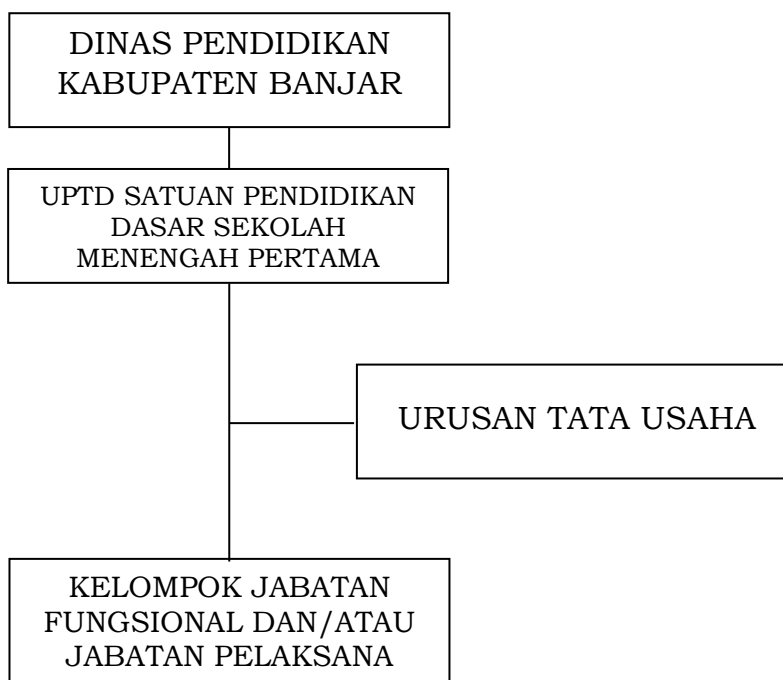 DINAS PENDIDIKAN
KABUPATEN BANJAR
UPTD SATUAN PENDIDIKAN
DASAR SEKOLAH
MENENGAH PERTAMA
URUSAN TATA USAHA
KELOMPOK JABATAN
FUNGSIONAL DAN/ATAU
JABATAN PELAKSANA